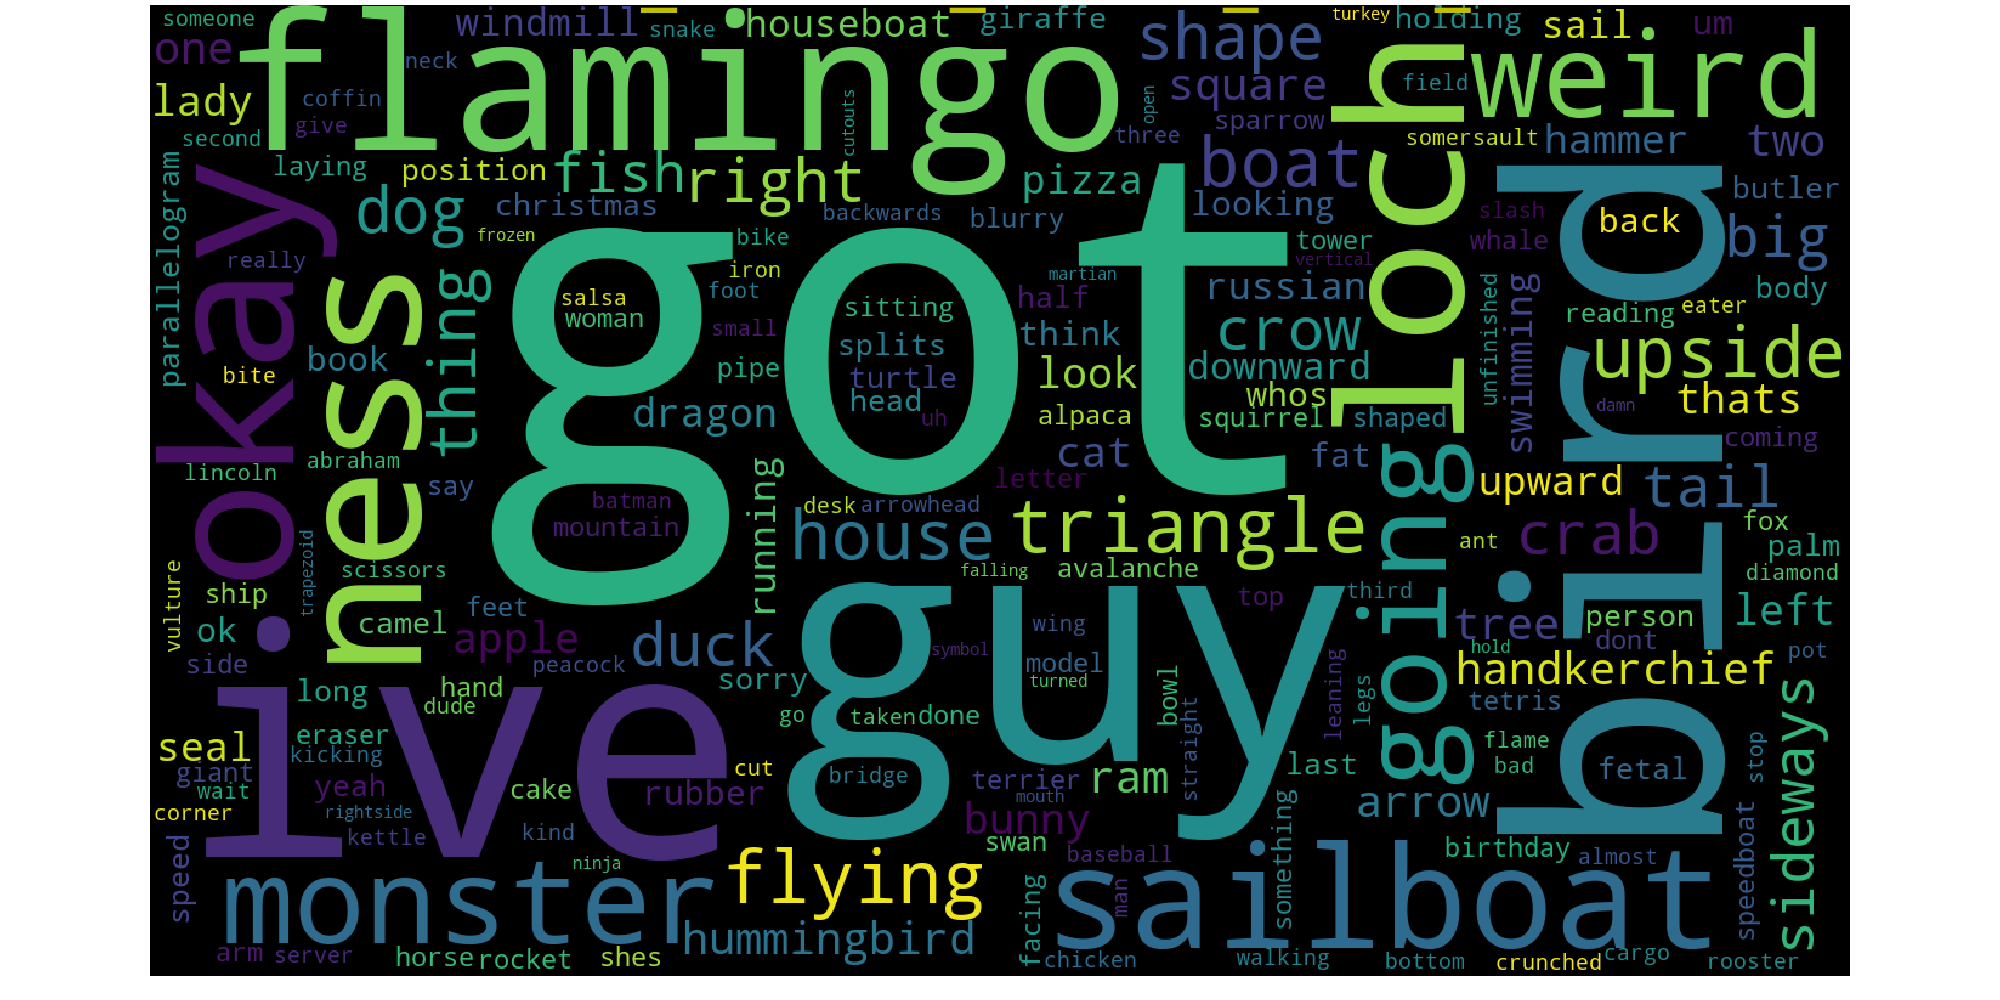 someone
windmill
snake
houseboat
giraffe
turkey
holding
sail
um
one
flamingo
neck
shape
loch
weird
lady
coffin
second
give
cutouts
open
square
sparrow
three
field
somersault
hammer
two
parallelogram
laying
position
fish
right
pizza
boat
looking
bird
butler
okay
dog
christmas
frozen
backwards
blurry
got
slash
whale
back
big
really
ness
thing
bike
iron
foot
small
salsa
woman
sitting
splits
turtle
head
uh
martian
half
think
look
alpaca
tower
vertical
russian
crow
downward
whos
squirrel
shaped
unfinished
swimming
reading
eater
body
upside
thats
damn
coming
bite
book
pipe
dragon
lincoln
abraham
say
cat
letter
fat
going
upward
tail
batman
mountain
running
desk
arrowhead
house
triangle
crab
ant
fox
palm
diamond
vulture
trapezoid
scissors
ship
ok
camel
feet
falling
avalanche
guy
top
third
legs
tree
person
dont
left
side
apple
peacock
duck
sorry
wing
symbol
model
turned
hold
handkerchief
pot
long
hand
dude
ive
go
taken
done
bowl
straight
leaning
tetris
sideways
seal
eraser
kicking
giant
wait
yeah
corner
rightside
kettle
cake
kind
cut
rubber
bridge
terrier
mouth
ram
bunny
last
arrow
flame
bad
fetal
stop
speed
monster
ninja
flying
swan
baseball
something
sailboat
birthday
almost
speedboat
hummingbird
facing
man
arm
server
horse
rocket
shes
chicken
walking
bottom
crunched
cargo
rooster